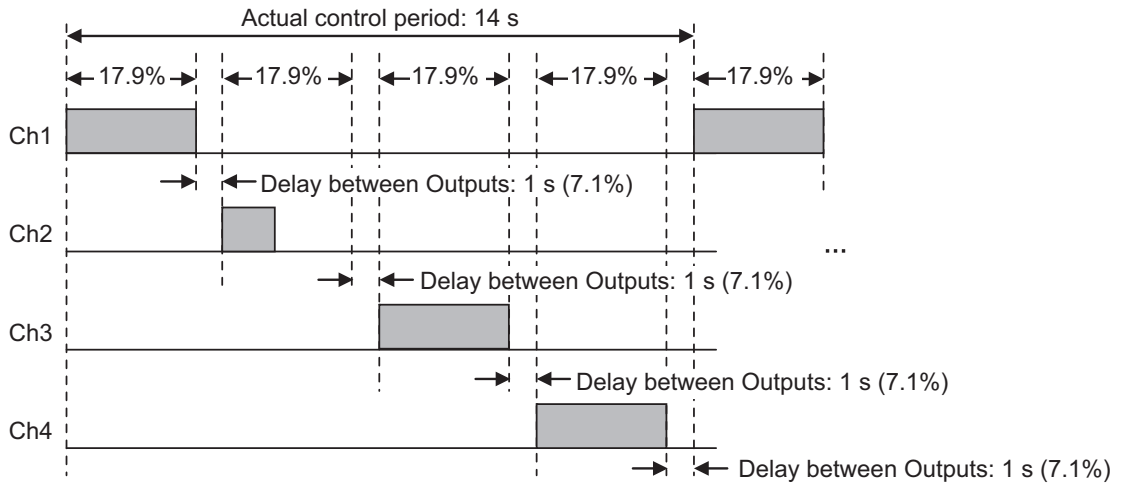 Actual control period: 14 s
17.9% 17.9% 17.9% 17.9% 17.9%
Ch1
Delay between Outputs: 1 s (7.1%)
Ch2
...
Delay between Outputs: 1 s (7.1%)
Ch3
Delay between Outputs: 1 s (7.1%)
Ch4
Delay between Outputs: 1 s (7.1%)